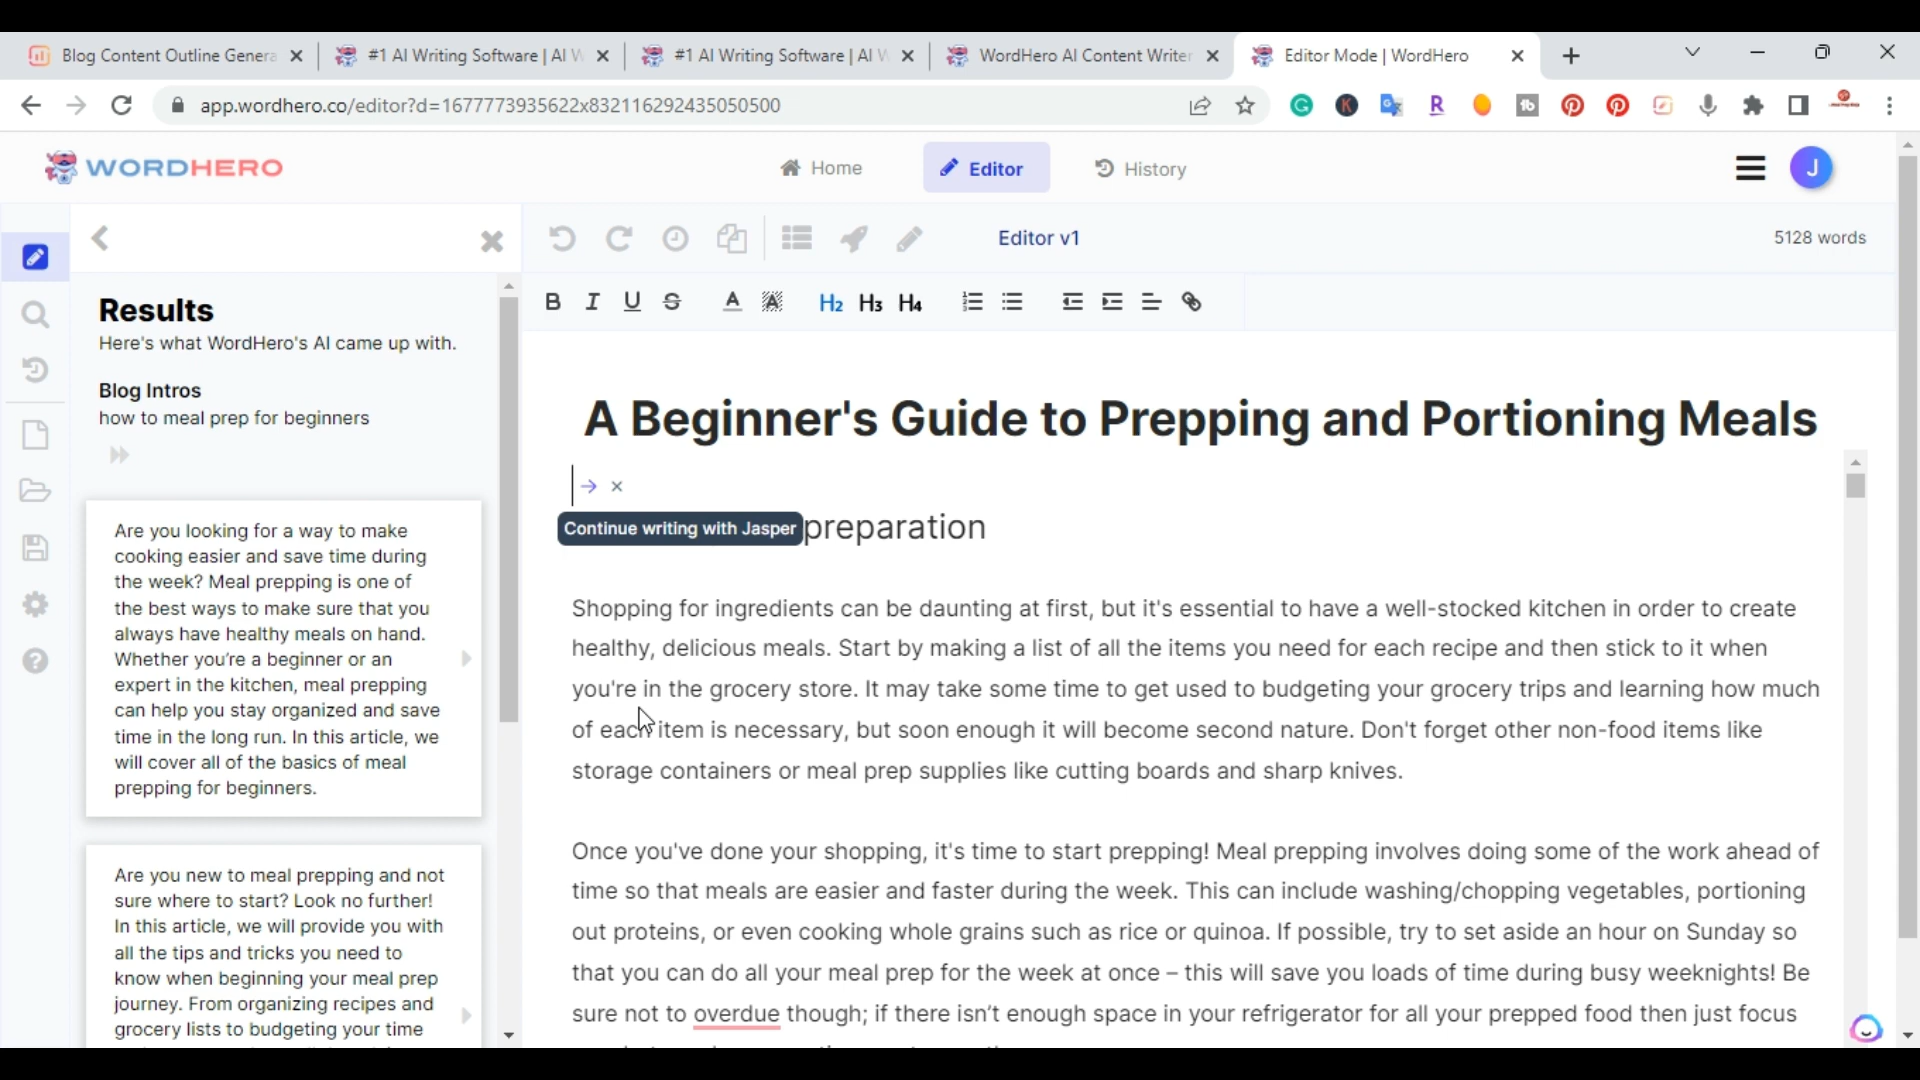 Blog Content Outline Genera
#1 AI Writing Software | AI W
#1 AI Writing Software | AI W
WordHero AI Content Writer
Editor Mode | WordHero
app.wordhero.co/editor?d=1677773935622x832116292435050500
WORDHERO
Home
Editor
History
J
Editor v1
5128 words
B I U S A A H2 H3 H4
Results
Here's what WordHero's AI came up with.
Blog Intros
how to meal prep for beginners
Are you looking for a way to make
cooking easier and save time during
the week? Meal prepping is one of
the best ways to make sure that you
always have healthy meals on hand.
Whether you're a beginner or an
expert in the kitchen, meal prepping
can help you stay organized and save
time in the long run. In this article, we
will cover all of the basics of meal
prepping for beginners.
Are you new to meal prepping and not
sure where to start? Look no further!
In this article, we will provide you with
all the tips and tricks you need to
know when beginning your meal prep
journey. From organizing recipes and
grocery lists to budgeting your time
A Beginner's Guide to Prepping and Portioning Meals
Continue writing with Jasper
preparation
Shopping for ingredients can be daunting at first, but it's essential to have a well-stocked kitchen in order to create
healthy, delicious meals. Start by making a list of all the items you need for each recipe and then stick to it when
you're in the grocery store. It may take some time to get used to budgeting your grocery trips and learning how much
of each item is necessary, but soon enough it will become second nature. Don't forget other non-food items like
storage containers or meal prep supplies like cutting boards and sharp knives.
Once you've done your shopping, it's time to start prepping! Meal prepping involves doing some of the work ahead of
time so that meals are easier and faster during the week. This can include washing/chopping vegetables, portioning
out proteins, or even cooking whole grains such as rice or quinoa. If possible, try to set aside an hour on Sunday so
that you can do all your meal prep for the week at once – this will save you loads of time during busy weeknights! Be
sure not to overdue though; if there isn't enough space in your refrigerator for all your prepped food then just focus